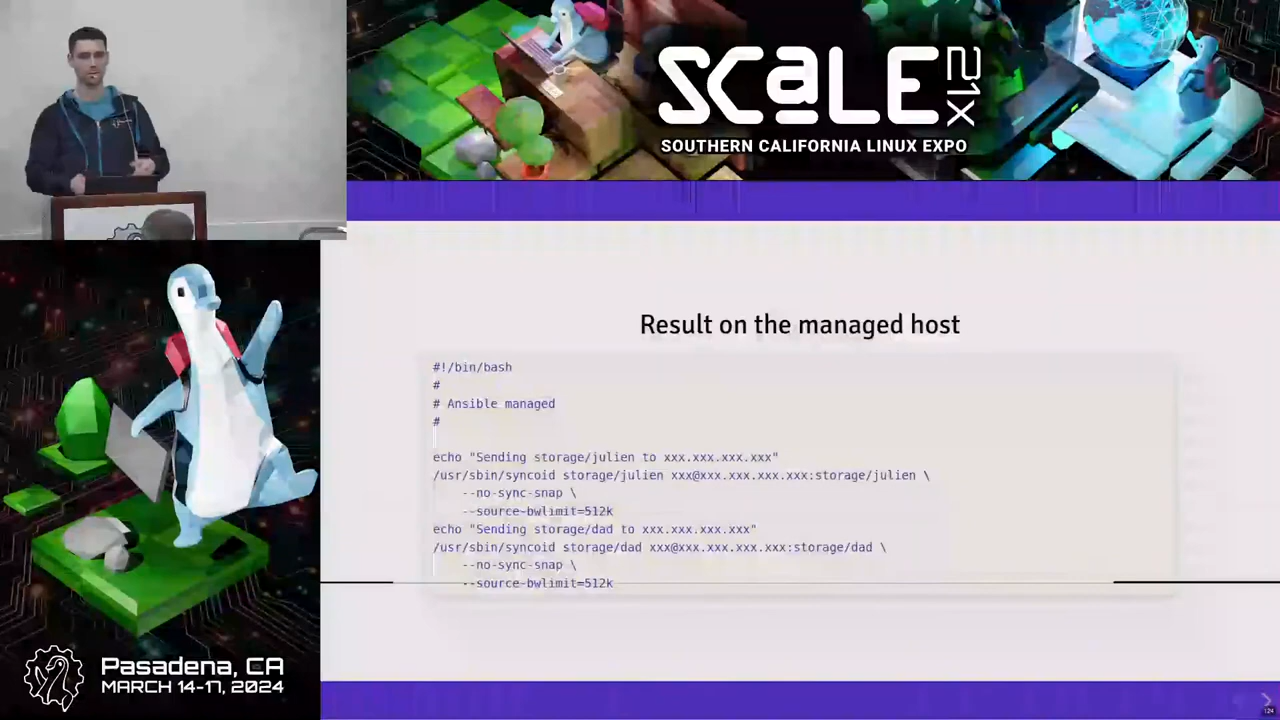 SCaLE 21x
SOUTHERN CALIFORNIA LINUX EXPO
Result on the managed host
#!/bin/bash
#
# Ansible managed
#
echo "Sending storage/julien to xxx.xxx.xxx.xxx"
/usr/sbin/syncoid storage/julien xxx@xxx.xxx.xxx.xxx:storage/julien \
--no-sync-snap \
--source-bwlimit=512k
echo "Sending storage/dad to xxx.xxx.xxx.xxx"
/usr/sbin/syncoid storage/dad xxx@xxx.xxx.xxx.xxx:storage/dad \
--no-sync-snap \
--source-bwlimit=512k
Pasadena, CA
MARCH 14-17, 2024